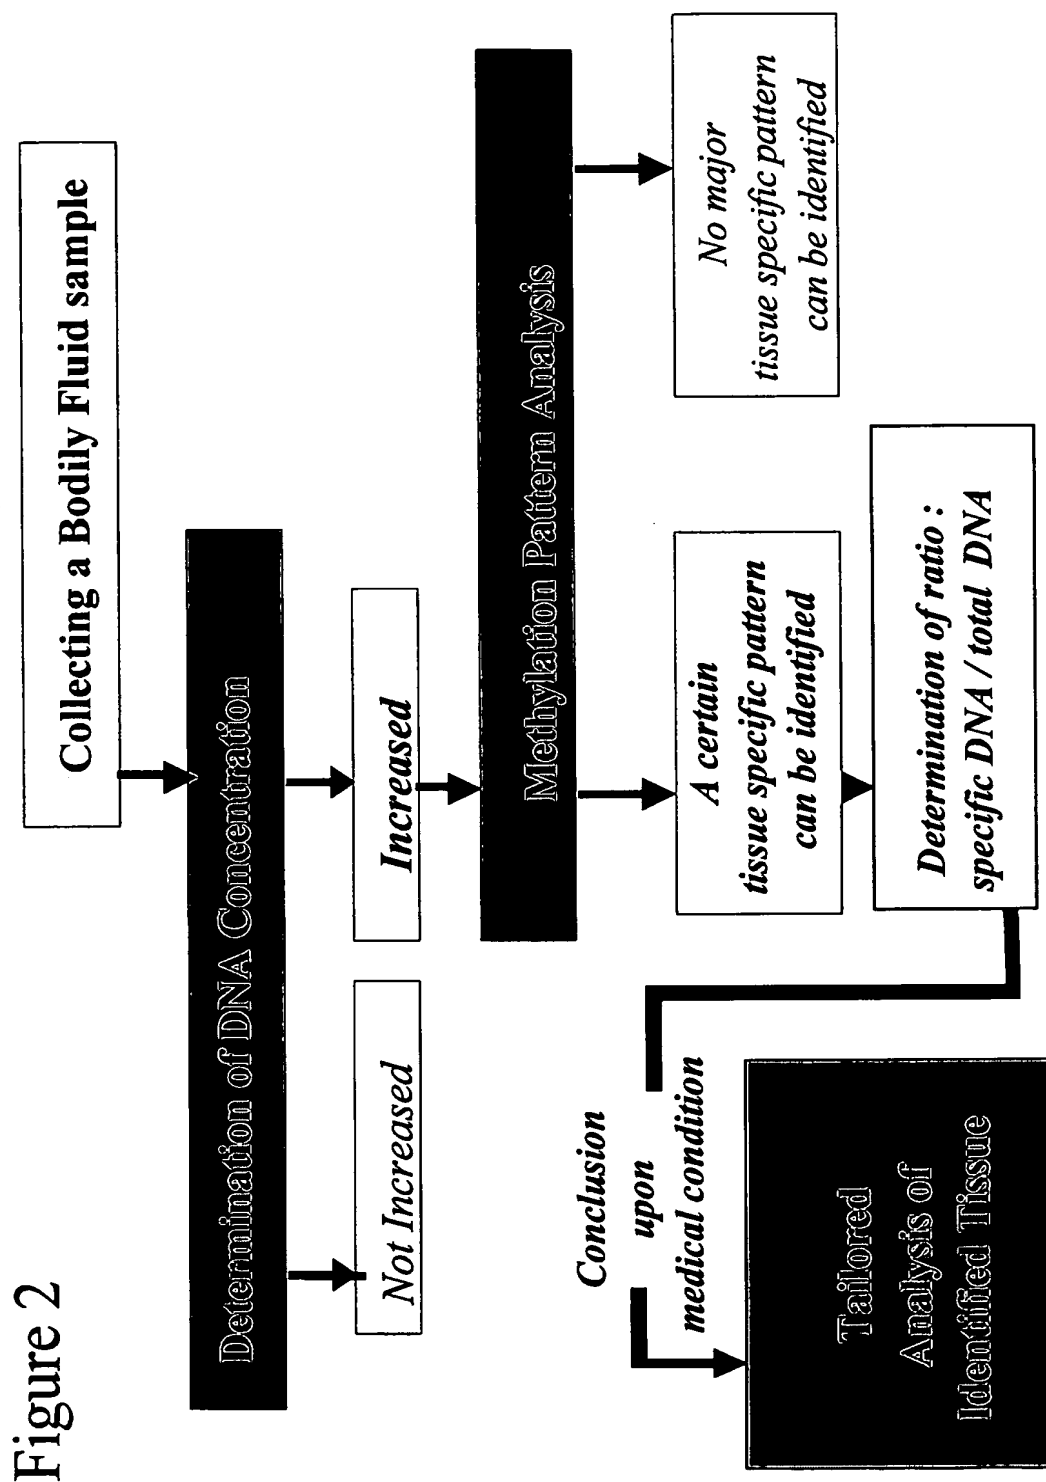 Figure 2
Collecting a Bodily Fluid sample
Determination of DNA Concentration
Not Increased
Increased
Methylation Pattern Analysis
A certain
tissue specific pattern
can be identified
No major
tissue specific pattern
can be identified
Determination of ratio :
specific DNA / total DNA
Conclusion
upon
medical condition
Tailored
Analysis of
Identified Tissue